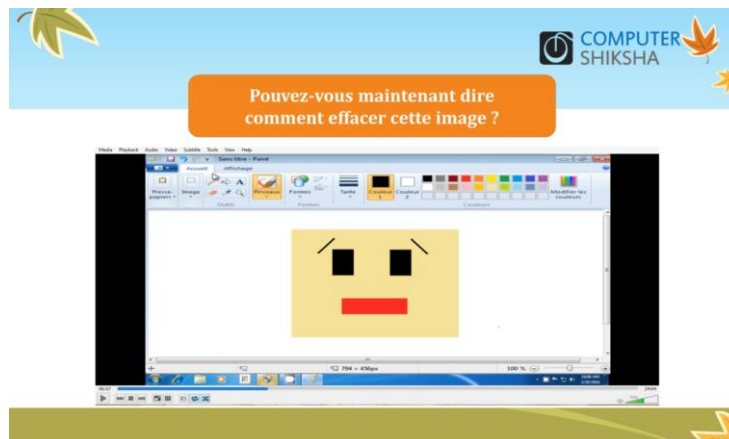 COMPUTER
SHIKSHA
Pouvez-vous maintenant dire
comment effacer cette image ?
Media Playback Audio Video Subtitle Tools View Help
Sans titre - Paint
Accueil Affichage
Presse-papiers Image Pinceaux Formes Taille Couleur 1 Couleur 2 Modifier les couleurs
Outils Formes Couleurs
794 × 456px 100 %